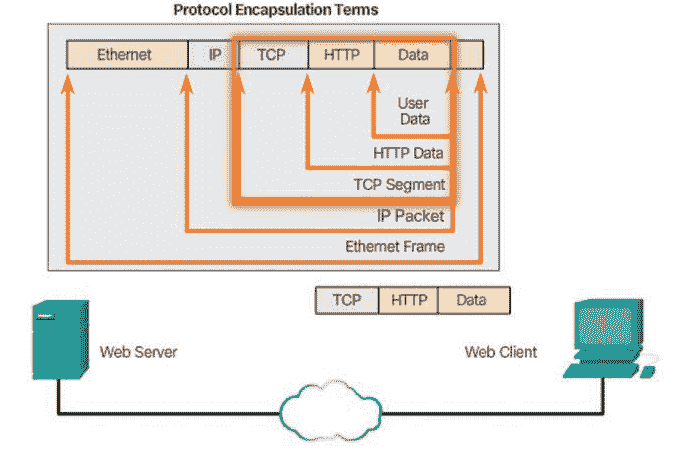 Protocol Encapsulation Terms
Ethernet IP TCP HTTP Data
User
Data
HTTP Data
TCP Segment
IP Packet
Ethernet Frame
TCP HTTP Data
Web Server
Web Client